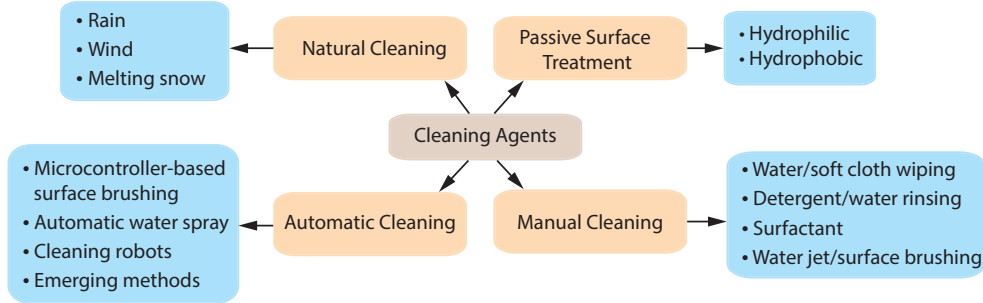 • Rain
• Wind
• Melting snow
Natural Cleaning
Passive Surface
Treatment
• Hydrophilic
• Hydrophobic
Cleaning Agents
• Microcontroller-based
surface brushing
• Automatic water spray
• Cleaning robots
• Emerging methods
Automatic Cleaning
Manual Cleaning
• Water/soft cloth wiping
• Detergent/water rinsing
• Surfactant
• Water jet/surface brushing